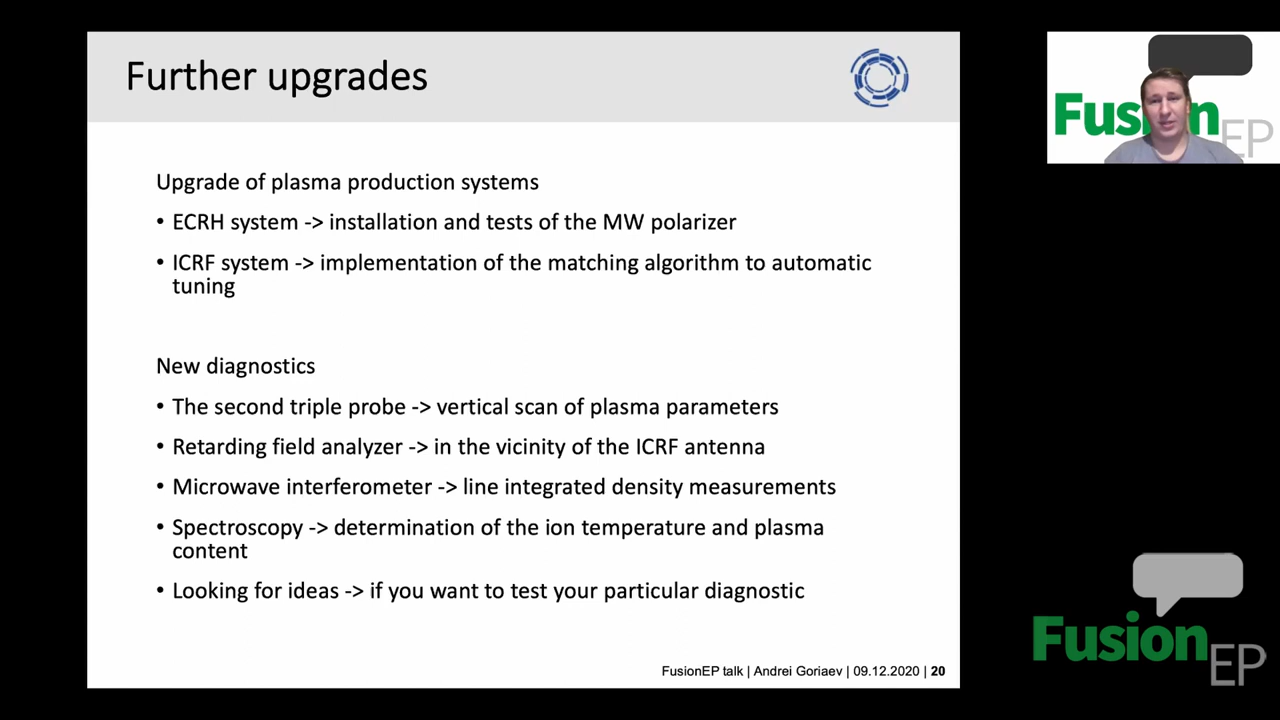 Further upgrades
Upgrade of plasma production systems
• ECRH system -> installation and tests of the MW polarizer
• ICRF system -> implementation of the matching algorithm to automatic
tuning
New diagnostics
• The second triple probe -> vertical scan of plasma parameters
• Retarding field analyzer -> in the vicinity of the ICRF antenna
• Microwave interferometer -> line integrated density measurements
• Spectroscopy -> determination of the ion temperature and plasma
content
• Looking for ideas -> if you want to test your particular diagnostic
FusionEP talk | Andrei Goriaev | 09.12.2020 | 20
Fusion
EP
Fusion
EP